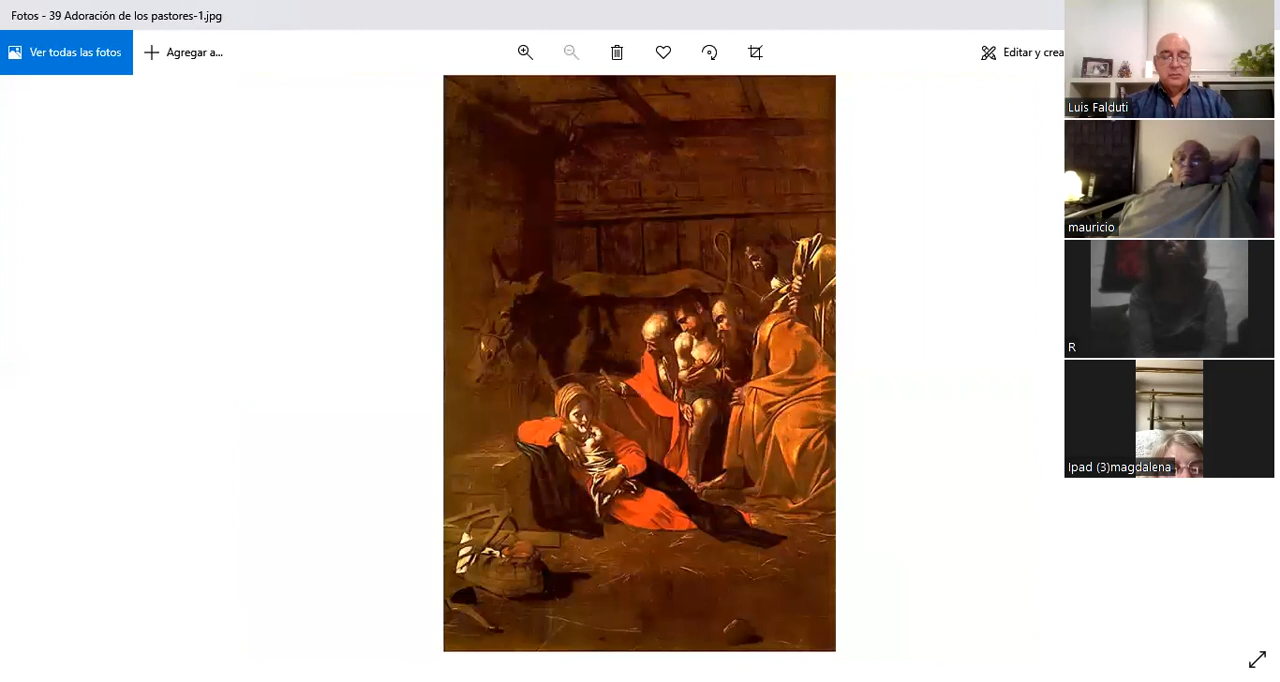 Fotos - 39 Adoración de los pastores-1.jpg
Ver todas las fotos
Agregar a...
Editar y crea
Luis Falduti
mauricio
R
Ipad (3)magdalena